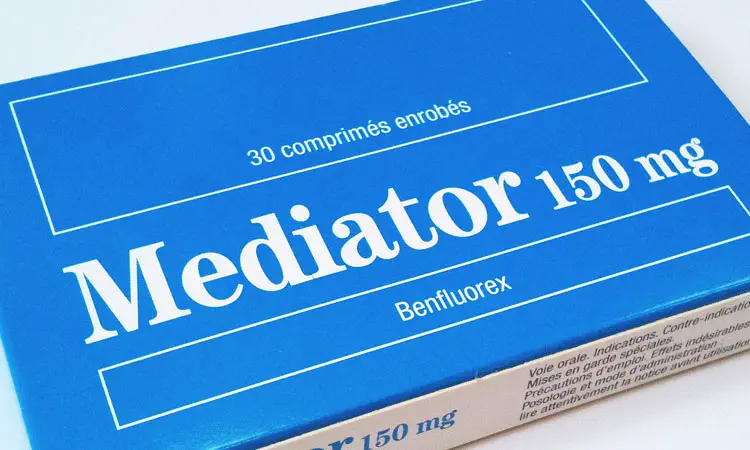 30 comprimés enrobés
Mediator 150 mg
Benfluorex
Voie orale. Indications. Contre-indicatio
Mises en garde spéciales.
Précautions d'emploi. Effets indésirables
Posologie et mode d'administration :
lire attentivement la notice avant utilisation
or 150 mg